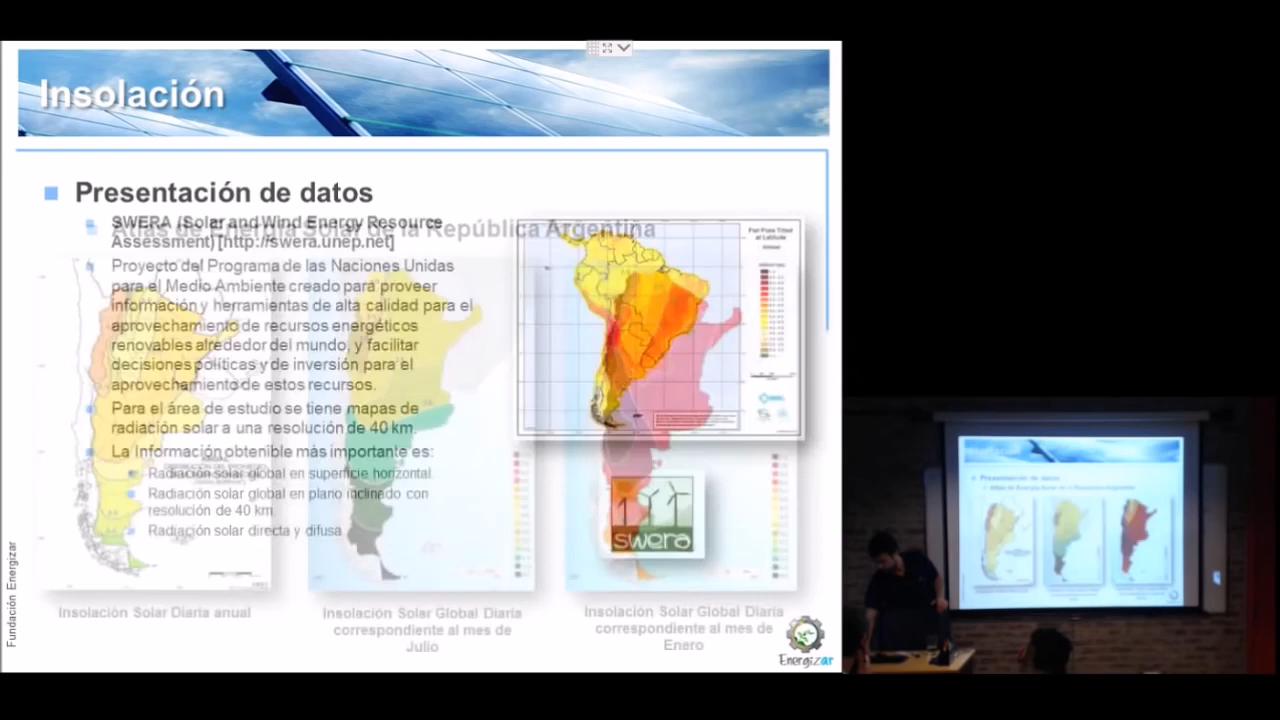 Insolación
Presentación de datos
SWERA (Solar and Wind Energy Resource
Assessment) [http://swera.unep.net]
Atlas de Energía Solar de la República Argentina
Proyecto del Programa de las Naciones Unidas
para el Medio Ambiente creado para proveer
información y herramientas de alta calidad para el
aprovechamiento de recursos energéticos
renovables alrededor del mundo, y facilitar
decisiones políticas y de inversión para el
aprovechamiento de estos recursos.
Para el área de estudio se tiene mapas de
radiación solar a una resolución de 40 km.
La Información obtenible más importante es:
Radiación solar global en superficie horizontal.
Radiación solar global en plano inclinado con
resolución de 40 km
Radiación solar directa y difusa
swera
Insolación Solar Diaria anual
Insolación Solar Global Diaria
correspondiente al mes de
Julio
Insolación Solar Global Diaria
correspondiente al mes de
Enero
Fundación Energizar
Energizar
Presentación de datos